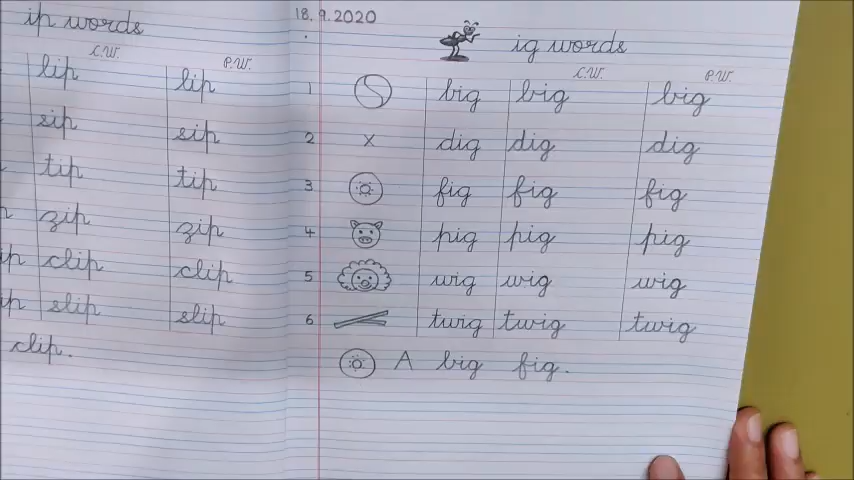 ip words
C.W. P.W.
lip lip
sip sip
tip tip
zip zip
clip clip
slip slip
clip.
18.9.2020
ig words
C.W. P.W.
1 big big big
2 x dig dig dig
3 fig fig fig
4 pig pig pig
5 wig wig wig
6 twig twig twig
A big fig.